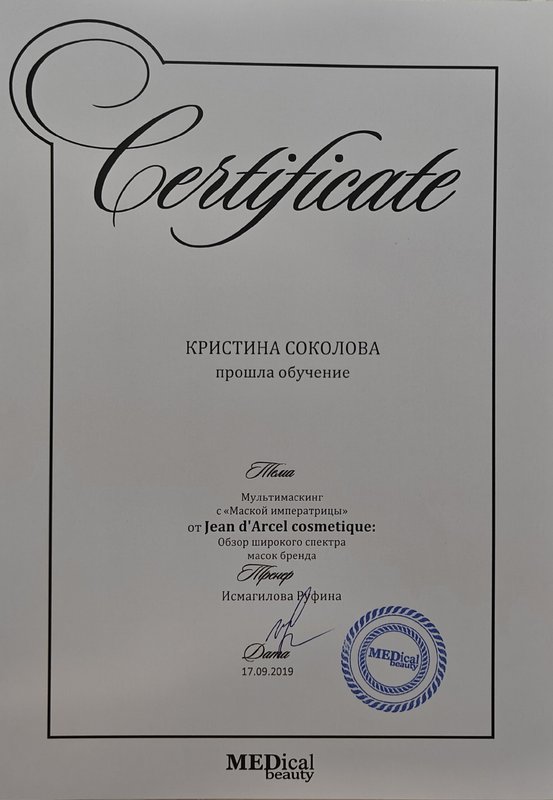 Certificate
КРИСТИНА СОКОЛОВА
прошла обучение
Тема
Мультимаскинг
с «Маской императрицы»
от Jean d'Arcel cosmetique:
Обзор широкого спектра
масок бренда
Тренер
Исмагилова Руфина
Дата
17.09.2019
MEDical
beauty
MEDical
beauty